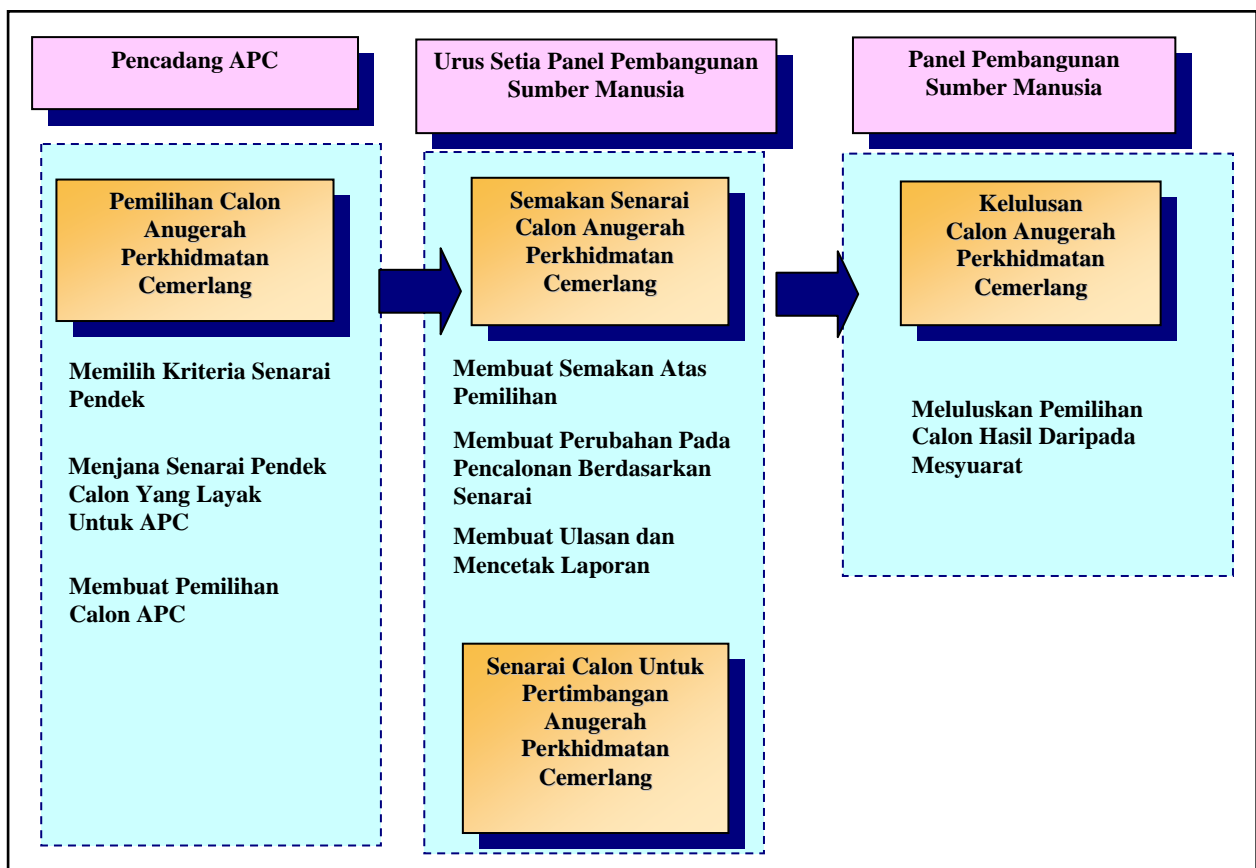 Pencadang APC
Urus Setia Panel Pembangunan
Sumber Manusia
Panel Pembangunan
Sumber Manusia
Pemilihan Calon
Anugerah
Perkhidmatan
Cemerlang
Memilih Kriteria Senarai
Pendek
Menjana Senarai Pendek
Calon Yang Layak
Untuk APC
Membuat Pemilihan
Calon APC
Semakan Senarai
Calon Anugerah
Perkhidmatan
Cemerlang
Membuat Semakan Atas
Pemilihan
Membuat Perubahan Pada
Pencalonan Berdasarkan
Senarai
Membuat Ulasan dan
Mencetak Laporan
Senarai Calon Untuk
Pertimbangan
Anugerah
Perkhidmatan
Cemerlang
Kelulusan
Calon Anugerah
Perkhidmatan
Cemerlang
Meluluskan Pemilihan
Calon Hasil Daripada
Mesyuarat